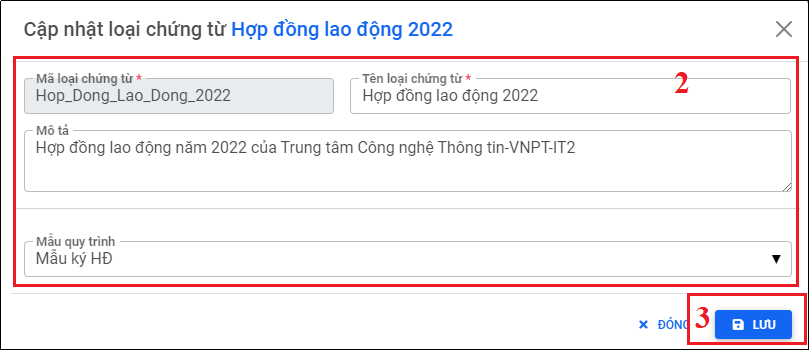 Cập nhật loại chứng từ Hợp đồng lao động 2022
Mã loại chứng từ *
Hop_Dong_Lao_Dong_2022
Tên loại chứng từ *
Hợp đồng lao động 2022
2
Mô tả
Hợp đồng lao động năm 2022 của Trung tâm Công nghệ Thông tin-VNPT-IT2
Mẫu quy trình
Mẫu ký HĐ
ĐÓNG
3
LƯU